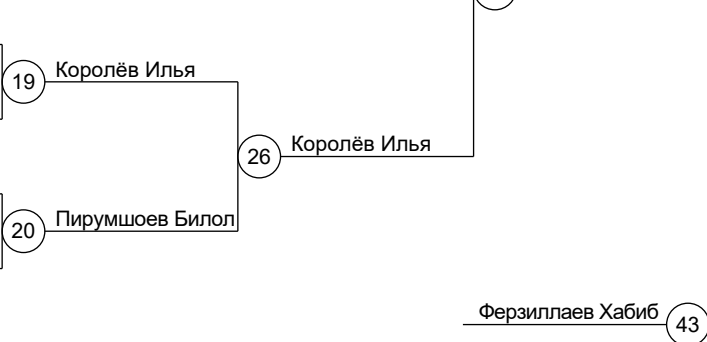 19 Королёв Илья
26 Королёв Илья
20 Пирумшоев Билол
Ферзиллаев Хабиб 43